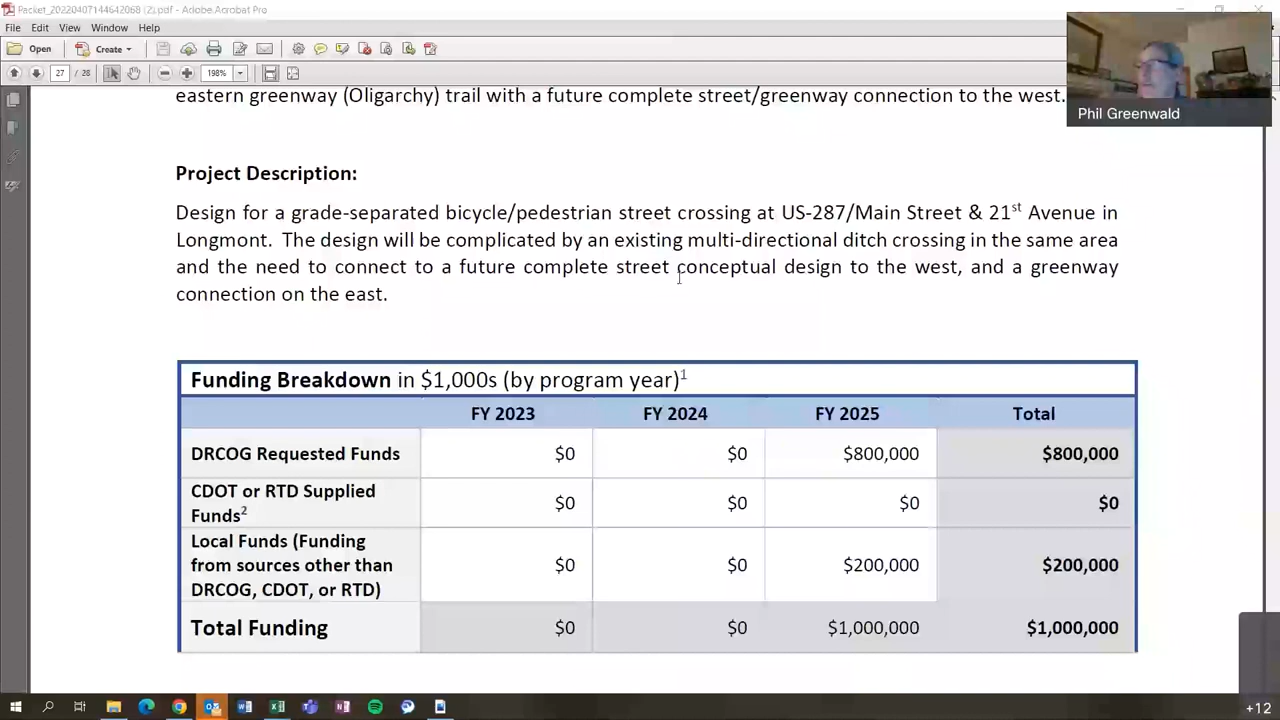 Packet_20220407144642068 (2).pdf - Adobe Acrobat Pro
File Edit View Window Help
Open Create
27 / 28 198%
eastern greenway (Oligarchy) trail with a future complete street/greenway connection to the west.
Phil Greenwald
Project Description:
Design for a grade-separated bicycle/pedestrian street crossing at US-287/Main Street & 21st Avenue in
Longmont. The design will be complicated by an existing multi-directional ditch crossing in the same area
and the need to connect to a future complete street conceptual design to the west, and a greenway
connection on the east.
Funding Breakdown in $1,000s (by program year)1
FY 2023 FY 2024 FY 2025 Total
DRCOG Requested Funds $0 $0 $800,000 $800,000
CDOT or RTD Supplied
Funds2 $0 $0 $0 $0
Local Funds (Funding
from sources other than
DRCOG, CDOT, or RTD) $0 $0 $200,000 $200,000
Total Funding $0 $0 $1,000,000 $1,000,000
+12